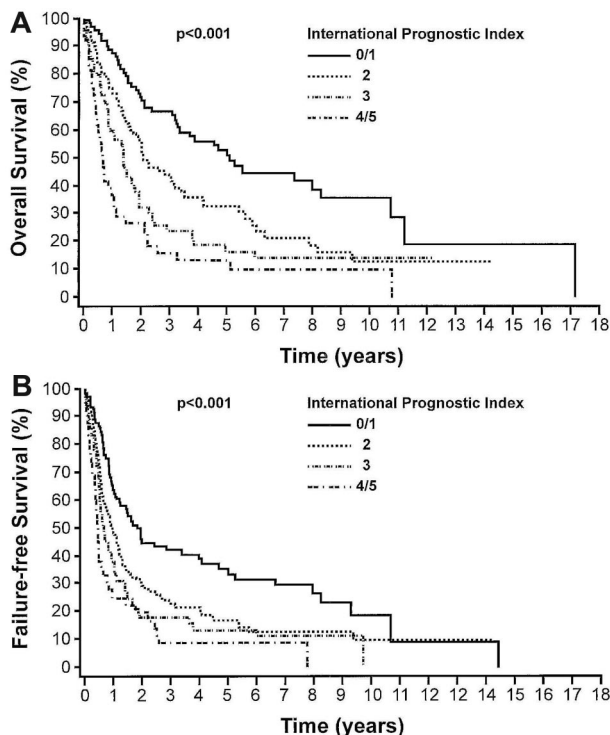 A
p<0.001
International Prognostic Index
0/1
2
3
4/5
Overall Survival (%)
100
90
80
70
60
50
40
30
20
10
0
0 1 2 3 4 5 6 7 8 9 10 11 12 13 14 15 16 17 18
Time (years)
B
p<0.001
International Prognostic Index
0/1
2
3
4/5
Failure-free Survival (%)
100
90
80
70
60
50
40
30
20
10
0
0 1 2 3 4 5 6 7 8 9 10 11 12 13 14 15 16 17 18
Time (years)